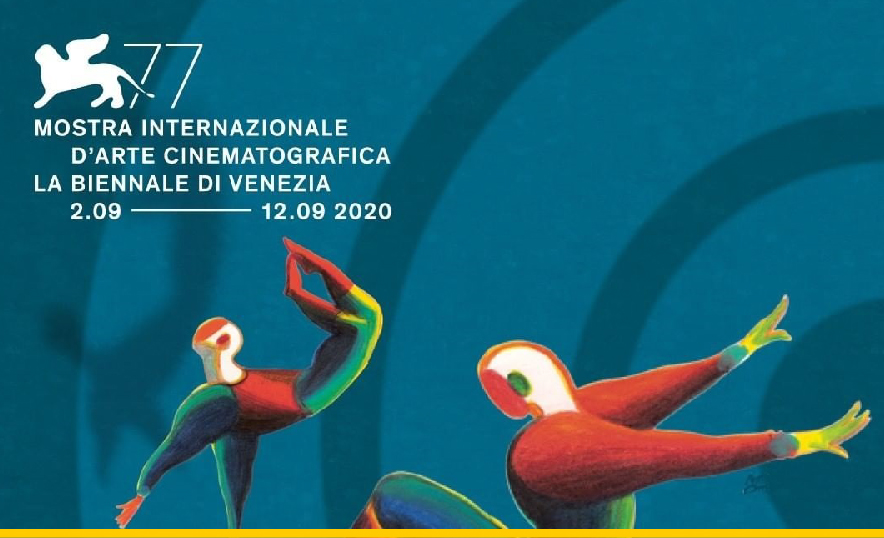 77
MOSTRA INTERNAZIONALE
D'ARTE CINEMATOGRAFICA
LA BIENNALE DI VENEZIA
2.09 — 12.09 2020